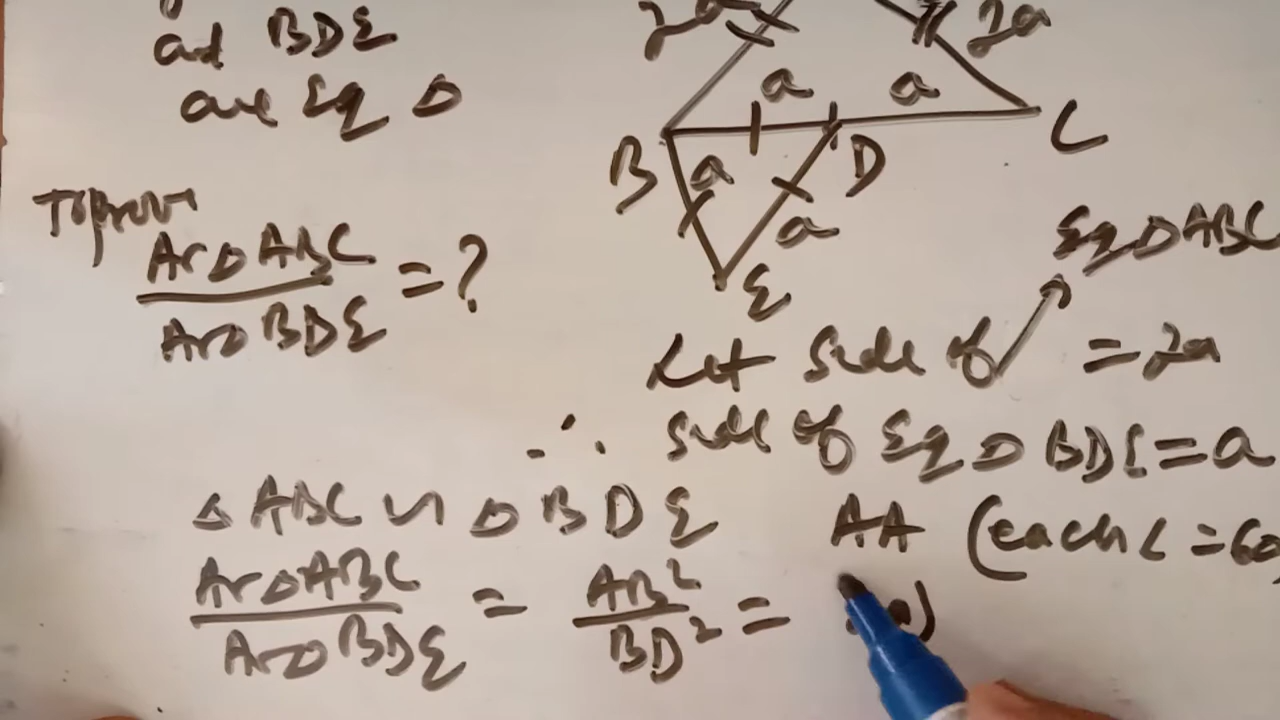 and BDE
are Eq △
To prove
Ar△ABC
/ Ar△BDE = ?
2a
2a
a
a
B
D
C
a
a
E
Eq △ABC
Let side of = 2a
∴ side of Eq △ BDE = a
△ ABC ~ △ BDE AA (each ∠ = 60
Ar△ABC / Ar△BDE = AB² / BD² =